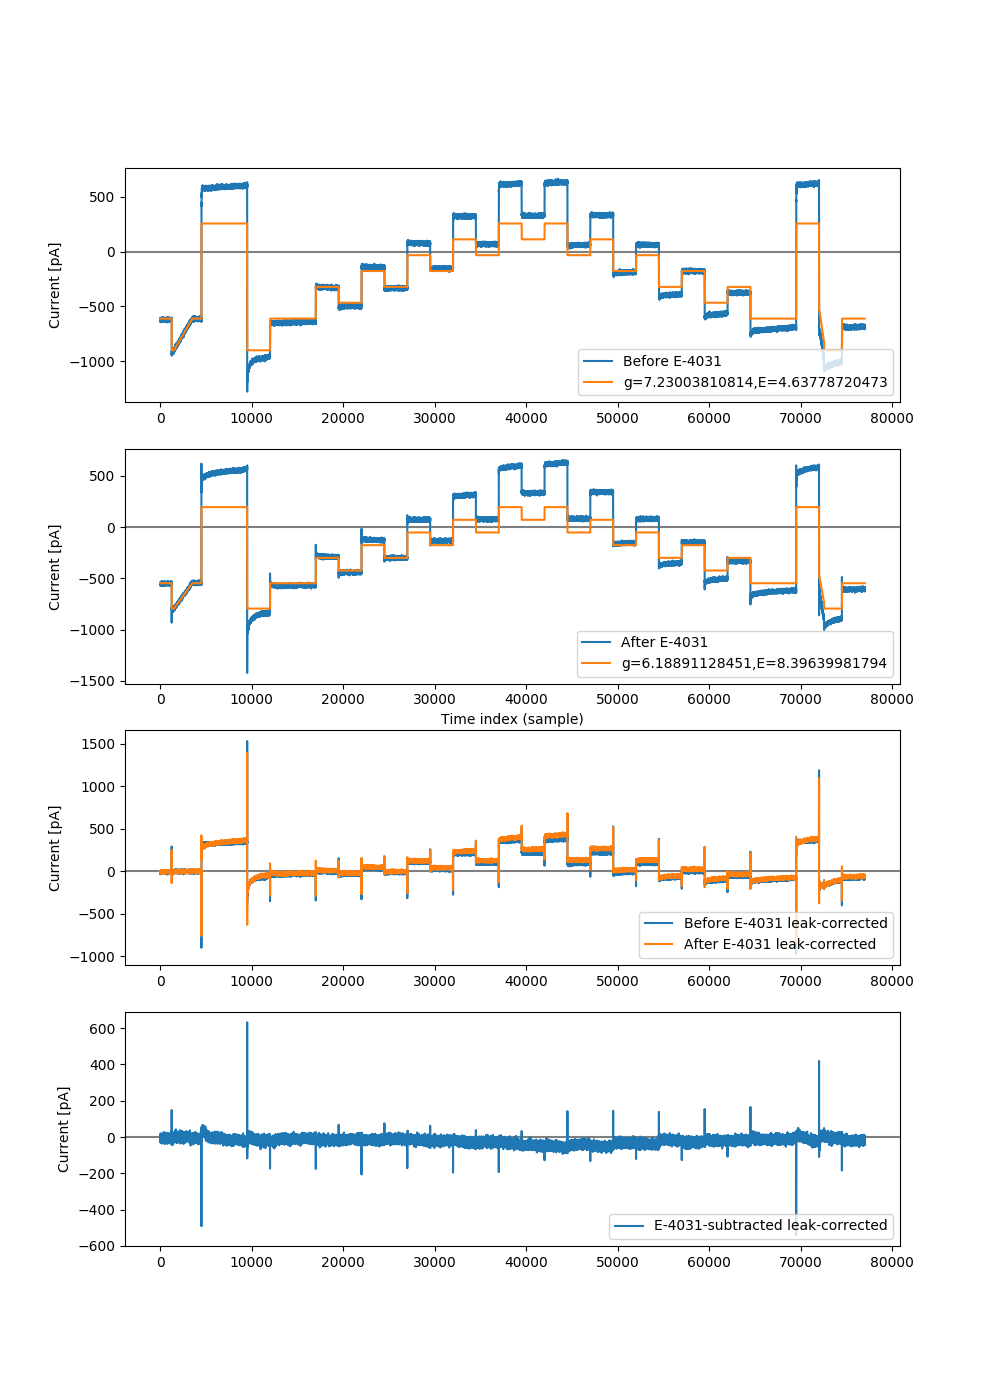 500
0
−500
−1000
Current [pA]
Before E-4031
g=7.23003810814,E=4.63778720473
0 10000 20000 30000 40000 50000 60000 70000 80000
500
0
−500
−1000
−1500
Current [pA]
After E-4031
g=6.18891128451,E=8.39639981794
0 10000 20000 30000 40000 50000 60000 70000 80000
Time index (sample)
1500
1000
500
0
−500
−1000
Current [pA]
Before E-4031 leak-corrected
After E-4031 leak-corrected
0 10000 20000 30000 40000 50000 60000 70000 80000
600
400
200
0
−200
−400
−600
Current [pA]
E-4031-subtracted leak-corrected
0 10000 20000 30000 40000 50000 60000 70000 80000